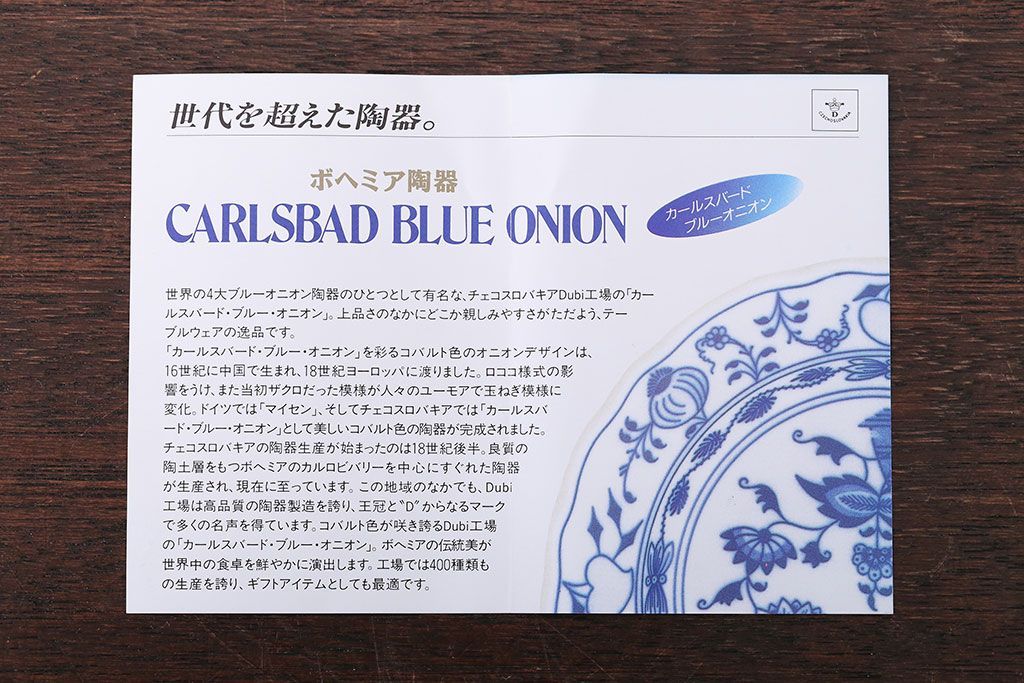 世代を超えた陶器。
D
CZECHOSLOVAKIA
ボヘミア陶器
CARLSBAD BLUE ONION
カールスバード
ブルーオニオン
世界の4大ブルーオニオン陶器のひとつとして有名な、チェコスロバキアDubi工場の「カー
ルスバード・ブルー・オニオン」。上品さのなかにどこか親しみやすさがただよう、テー
ブルウェアの逸品です。
「カールスバード・ブルー・オニオン」を彩るコバルト色のオニオンデザインは、
16世紀に中国で生まれ、18世紀ヨーロッパに渡りました。ロココ様式の影
響をうけ、また当初ザクロだった模様が人々のユーモアで玉ねぎ模様に
変化。ドイツでは「マイセン」、そしてチェコスロバキアでは「カールスバ
ード・ブルー・オニオン」として美しいコバルト色の陶器が完成されました。
チェコスロバキアの陶器生産が始まったのは18世紀後半。良質の
陶土層をもつボヘミアのカルロビバリーを中心にすぐれた陶器
が生産され、現在に至っています。この地域のなかでも、Dubi
工場は高品質の陶器製造を誇り、王冠と〝D〟からなるマーク
で多くの名声を得ています。コバルト色が咲き誇るDubi工場
の「カールスバード・ブルー・オニオン」。ボヘミアの伝統美が
世界中の食卓を鮮やかに演出します。工場では400種類も
の生産を誇り、ギフトアイテムとしても最適です。